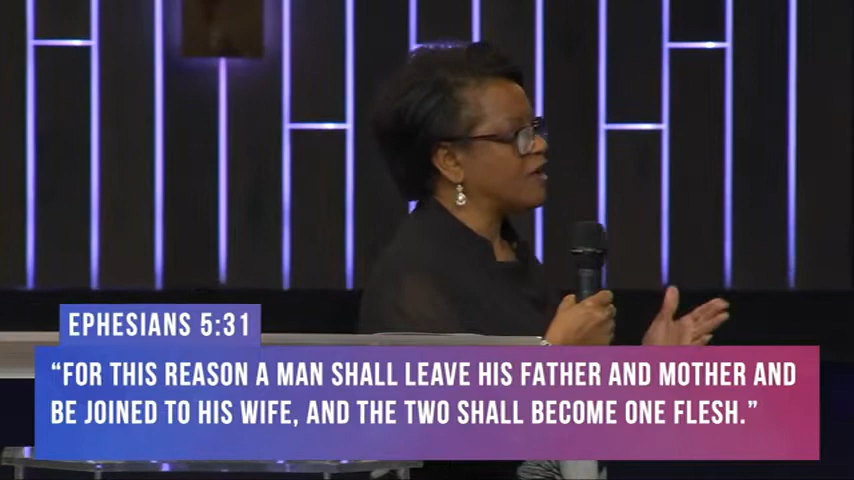 EPHESIANS 5:31
“FOR THIS REASON A MAN SHALL LEAVE HIS FATHER AND MOTHER AND
BE JOINED TO HIS WIFE, AND THE TWO SHALL BECOME ONE FLESH.”